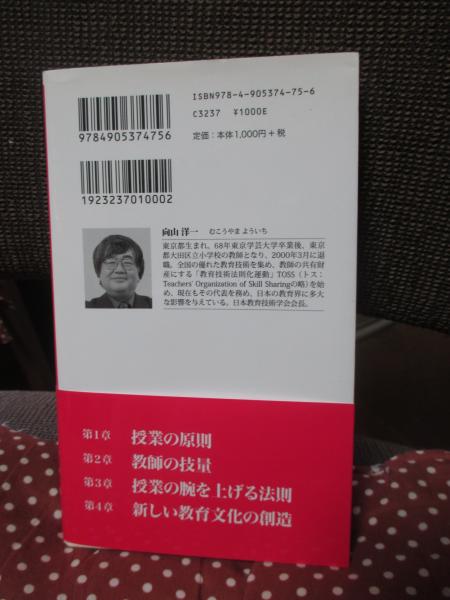 ISBN978-4-905374-75-6
C3237 ¥1000E
定価:本体1,000円+税
9784905374756
1923237010002
向山 洋一 むこうやま よういち
東京都生まれ。68年東京学芸大学卒業後、東京
都大田区立小学校の教師となり、2000年3月に退
職。全国の優れた教育技術を集め、教師の共有財
産にする「教育技術法則化運動」TOSS(トス:
Teachers' Organization of Skill Sharingの略)を始
め、現在もその代表を務め、日本の教育界に多大
な影響を与えている。日本教育技術学会会長。
第1章 授業の原則
第2章 教師の技量
第3章 授業の腕を上げる法則
第4章 新しい教育文化の創造